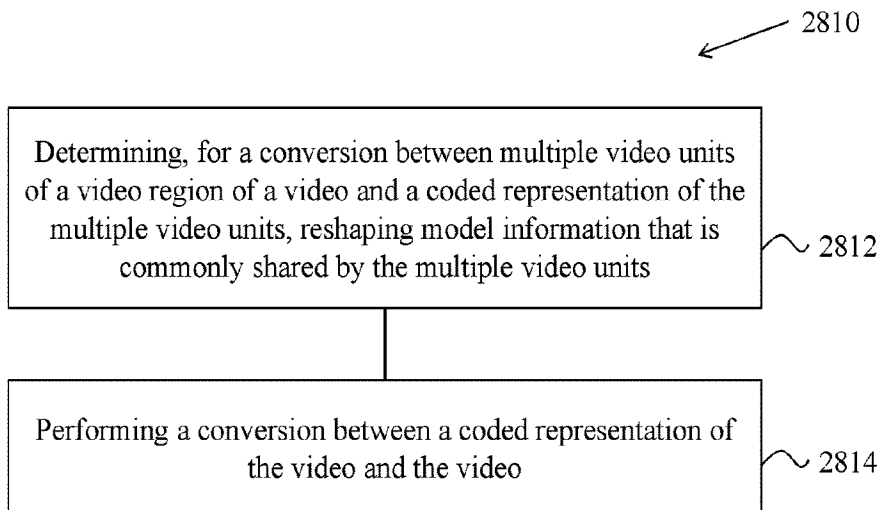 2810
Determining, for a conversion between multiple video units
of a video region of a video and a coded representation of the
multiple video units, reshaping model information that is
commonly shared by the multiple video units
2812
Performing a conversion between a coded representation of
the video and the video
2814